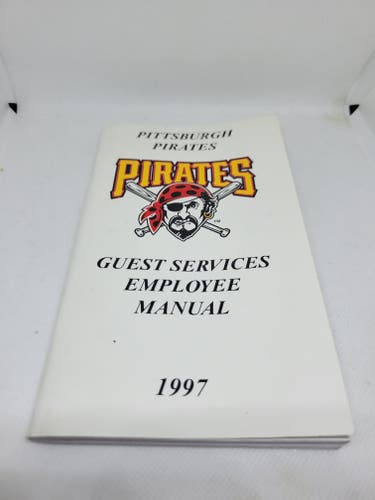 PITTSBURGH
PIRATES
PIRATES
GUEST SERVICES
EMPLOYEE
MANUAL
1997